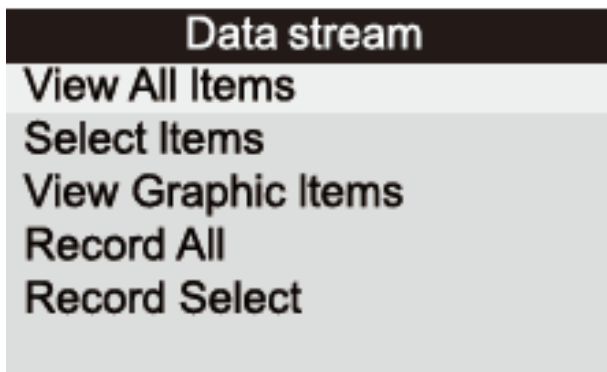 Data stream
View All Items
Select Items
View Graphic Items
Record All
Record Select